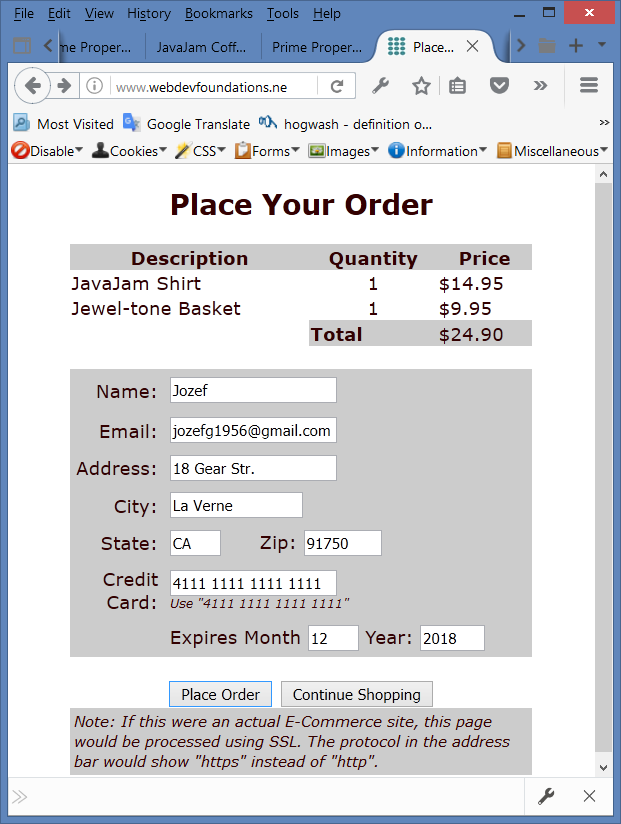 File Edit View History Bookmarks Tools Help
me Proper... JavaJam Coff... Prime Proper... Place...
www.webdevfoundations.ne
Most Visited Google Translate hogwash - definition o...
Disable Cookies CSS Forms Images Information Miscellaneous
Place Your Order
Description Quantity Price
JavaJam Shirt 1 $14.95
Jewel-tone Basket 1 $9.95
Total $24.90
Name: Jozef
Email: jozefg1956@gmail.com
Address: 18 Gear Str.
City: La Verne
State: CA Zip: 91750
Credit Card: 4111 1111 1111 1111
Use "4111 1111 1111 1111"
Expires Month 12 Year: 2018
Place Order Continue Shopping
Note: If this were an actual E-Commerce site, this page
would be processed using SSL. The protocol in the address
bar would show "https" instead of "http".